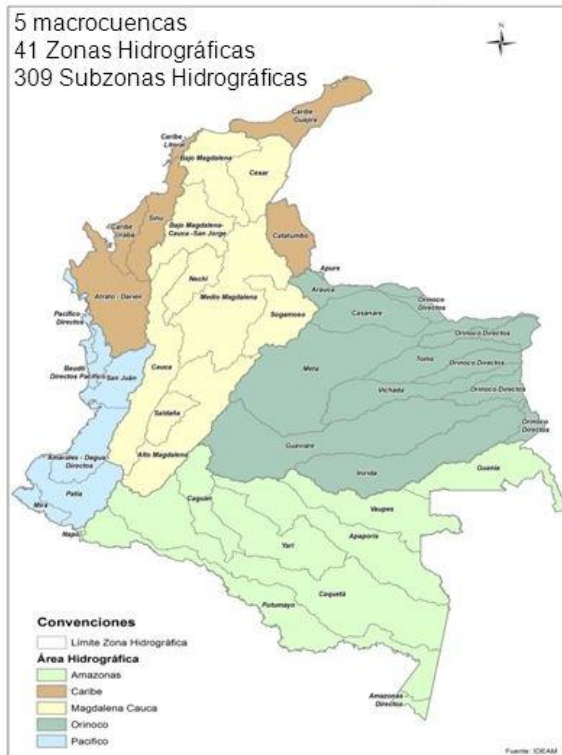 5 macrocuencas
41 Zonas Hidrográficas
309 Subzonas Hidrográficas
N
Caribe -
Guajira
Caribe -
Litoral
Bajo Magdalena
Cesar
Sinú
Caribe
Urabá
Bajo Magdalena-
Cauca -San Jorge
Catatumbo
Apure
Nechí
Arauca
Atrato - Darién
Medio Magdalena
Casanare
Orinoco
Directos
Pacífico -
Directos
Sogamoso
Orinoco Directos
Tomo
Baudó
Directos Pacífico
San Juán
Cauca
Meta
Orinoco Directos
Vichada
Orinoco Directos
Saldaña
Orinoco
Directos
Guaviare
Amarales - Dagua
Directos
Alto Magdalena
Inírida
Guanía
Patía
Caguán
Mira
Vaupes
Napo
Apaporis
Yarí
Caquetá
Putumayo
Amazonas
Directos
Convenciones
Límite Zona Hidrográfica
Área Hidrográfica
Amazonas
Caribe
Magdalena Cauca
Orinoco
Pacifico
Fuente: IDEAM